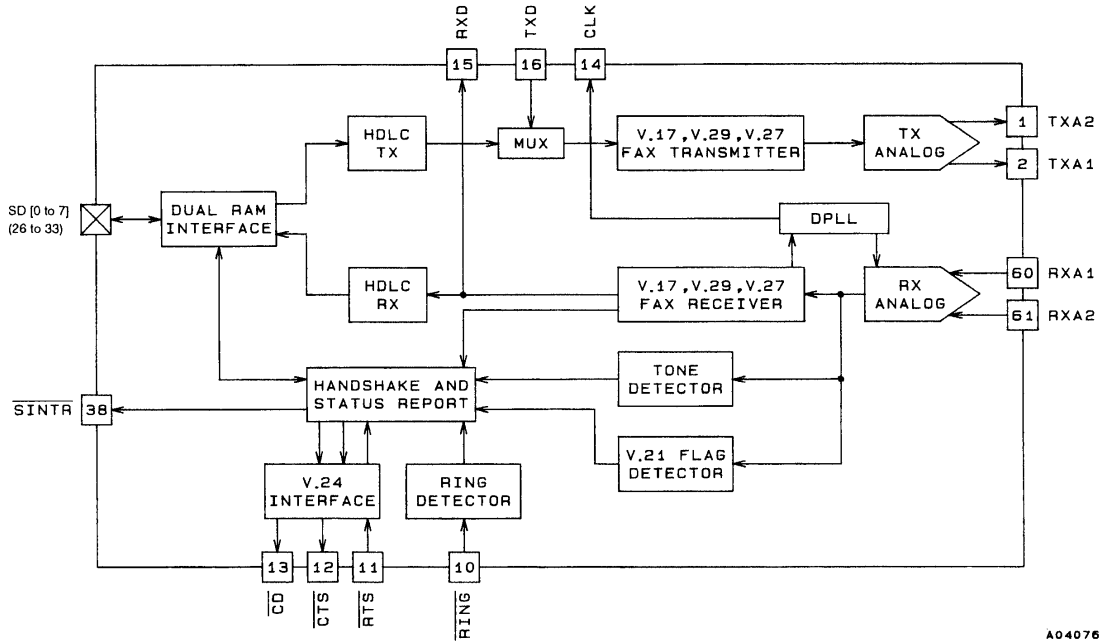 RXD
TXD
CLK
15
16
14
HDLC
TX
MUX
V.17,V.29,V.27
FAX TRANSMITTER
TX
ANALOG
1
TXA2
2
TXA1
SD [0 to 7]
(26 to 33)
DUAL RAM
INTERFACE
DPLL
HDLC
RX
V.17,V.29,V.27
FAX RECEIVER
RX
ANALOG
60
RXA1
61
RXA2
HANDSHAKE AND
STATUS REPORT
TONE
DETECTOR
SINTR
38
V.21 FLAG
DETECTOR
V.24
INTERFACE
RING
DETECTOR
13
12
11
10
CD
CTS
RTS
RING
A04076